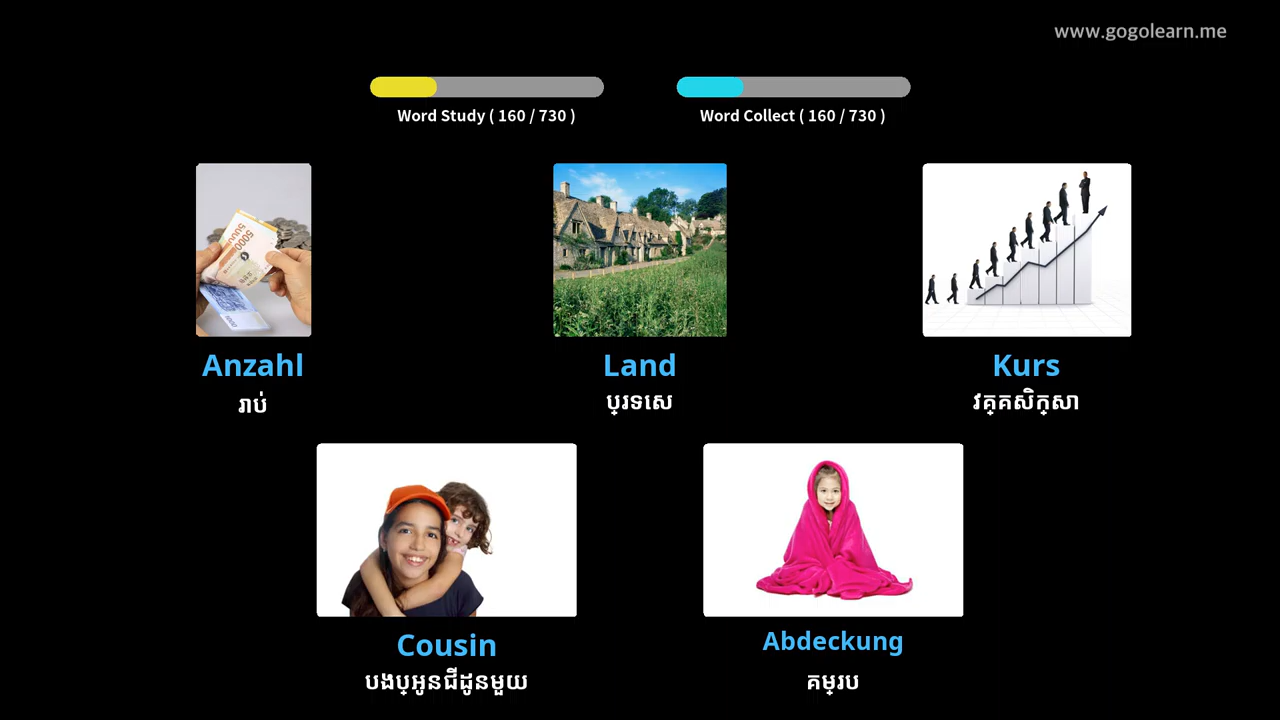 www.gogolearn.me
Word Study ( 160 / 730 )
Word Collect ( 160 / 730 )
Anzahl
រាប់
Land
ប្រទេស
Kurs
វគ្គសិក្សា
Cousin
បងប្អូនជីដូនមួយ
Abdeckung
គម្រប